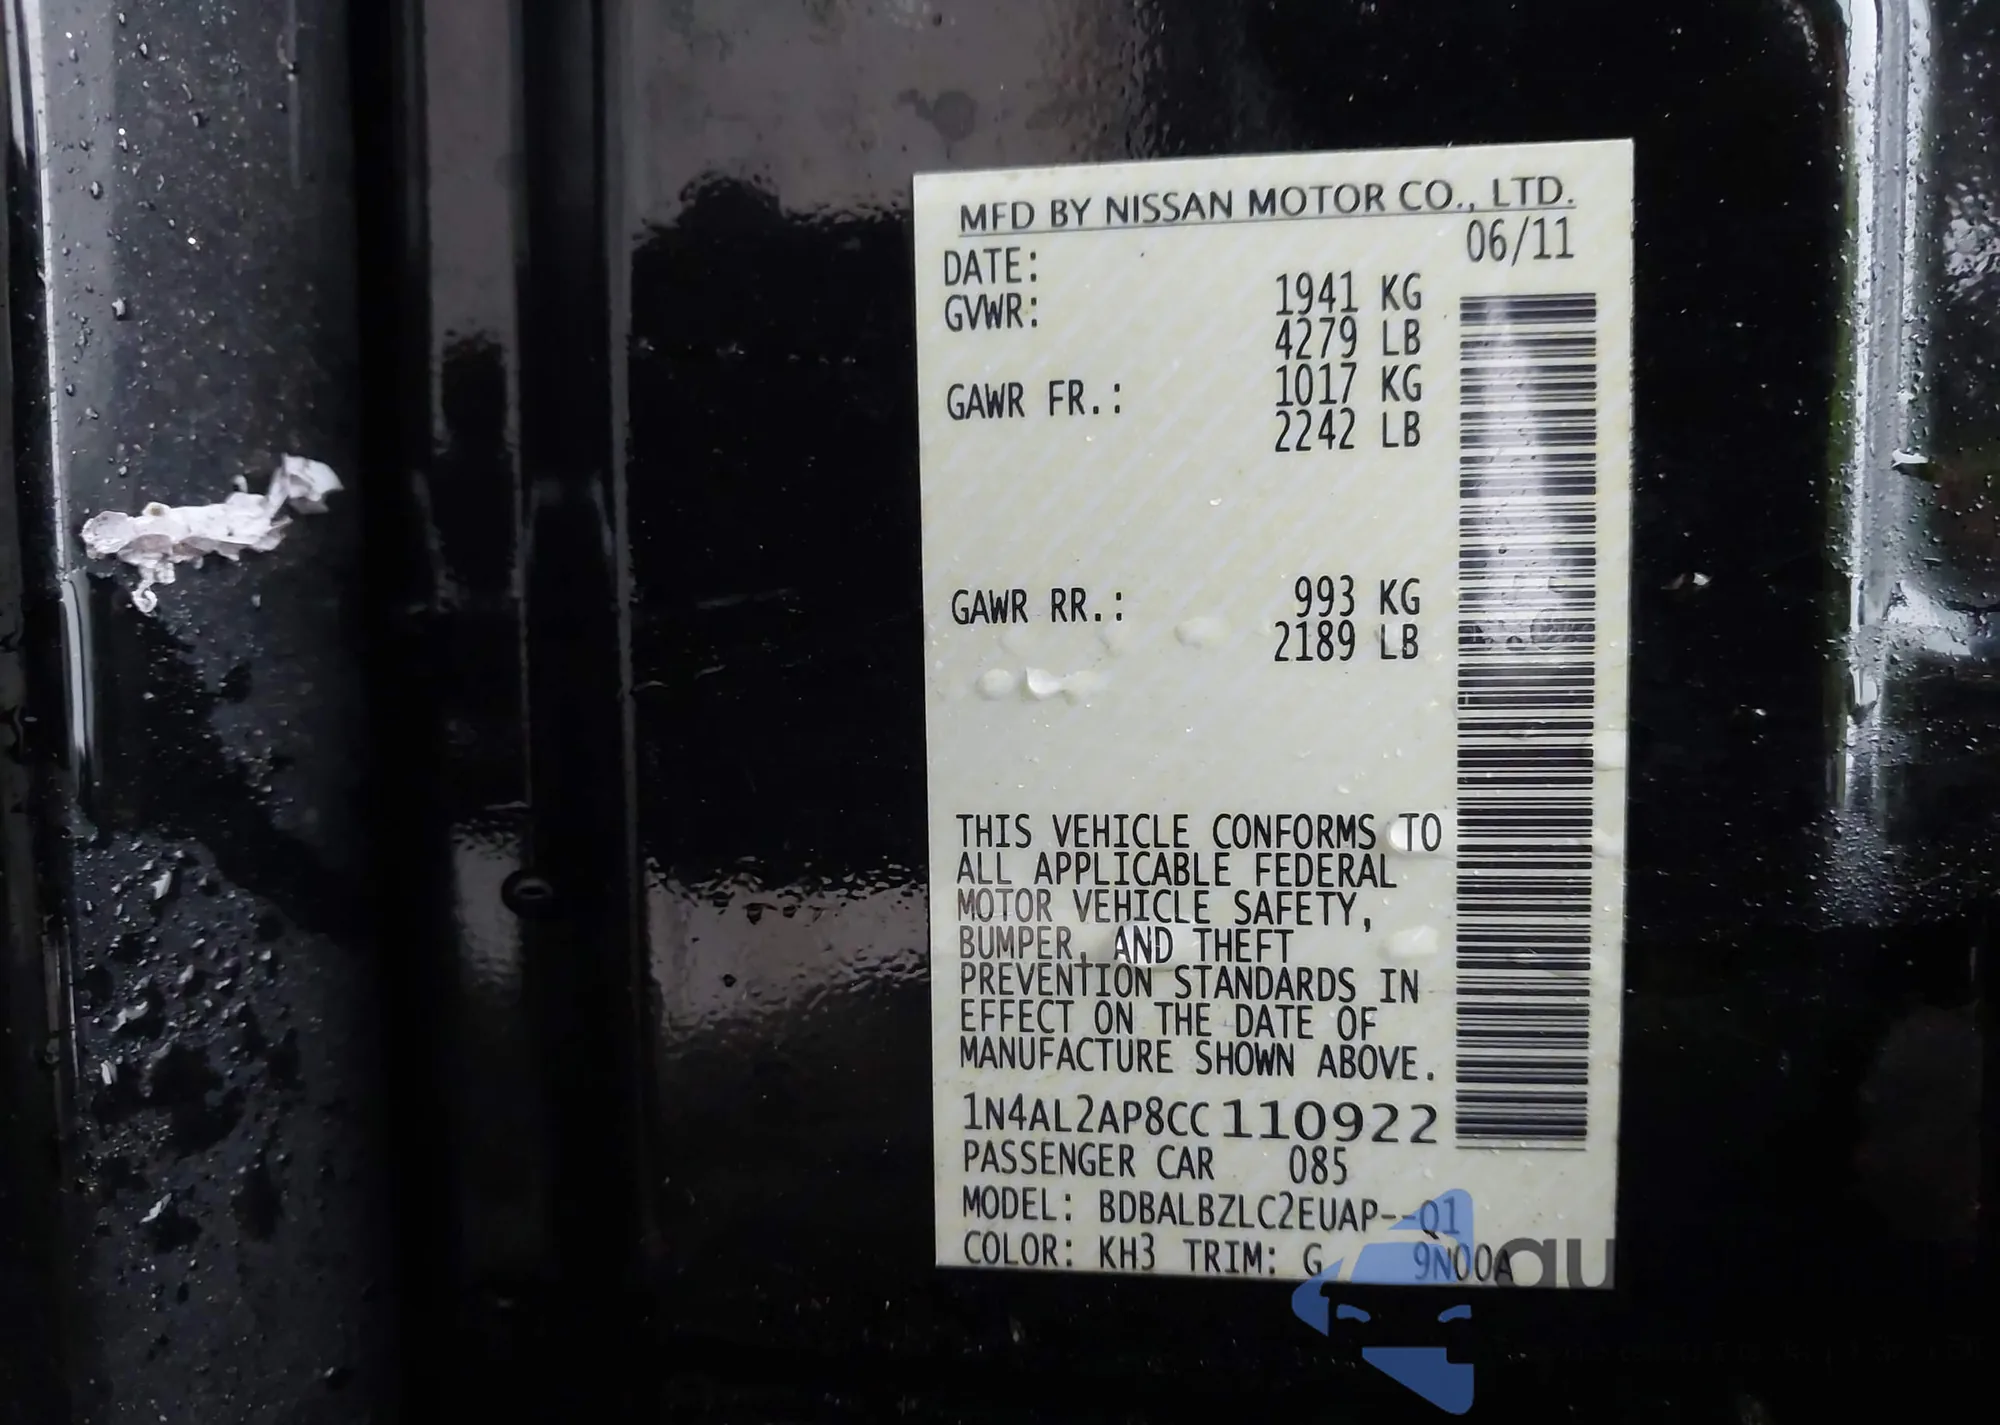 MFD BY NISSAN MOTOR CO., LTD.
DATE: 06/11
GVWR: 1941 KG
4279 LB
GAWR FR.: 1017 KG
2242 LB
GAWR RR.: 993 KG
2189 LB
THIS VEHICLE CONFORMS TO
ALL APPLICABLE FEDERAL
MOTOR VEHICLE SAFETY,
BUMPER, AND THEFT
PREVENTION STANDARDS IN
EFFECT ON THE DATE OF
MANUFACTURE SHOWN ABOVE.
1N4AL2AP8CC110922
PASSENGER CAR 085
MODEL: BDBALBZLC2EUAP--Q1
COLOR: KH3 TRIM: G 9N00A
au